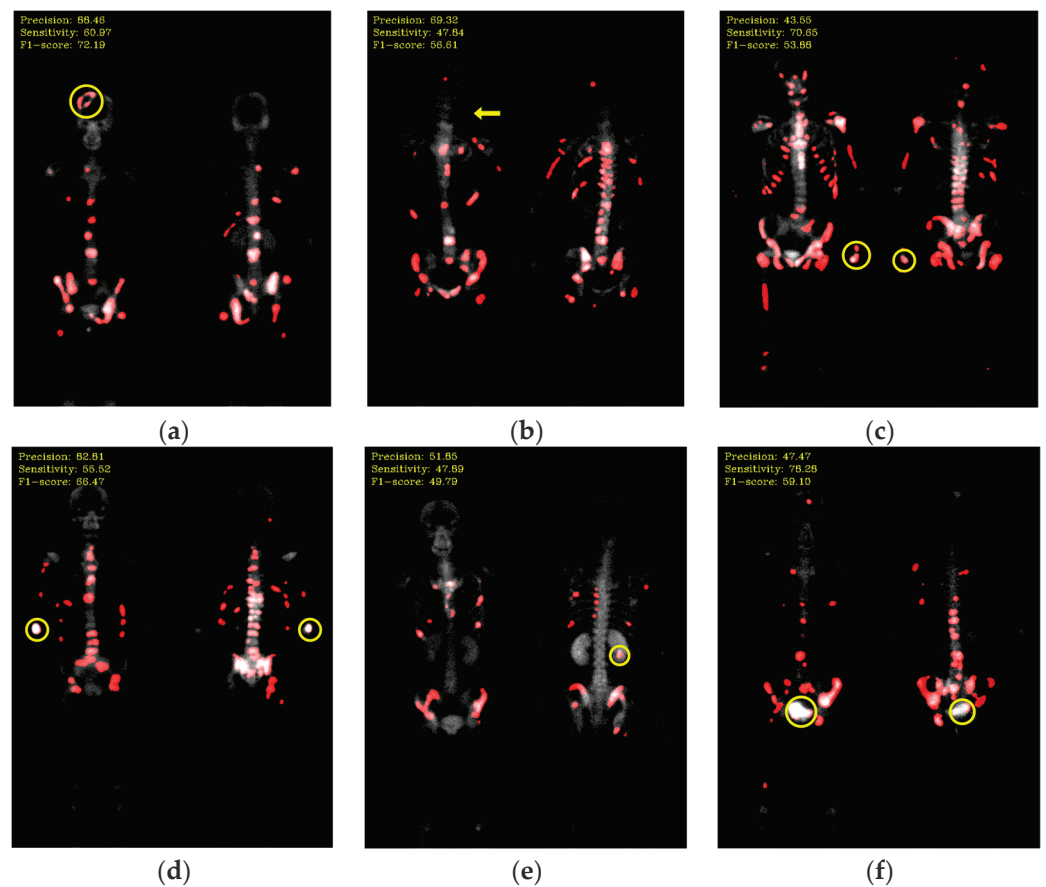 Precision: 88.46
Sensitivity: 60.97
F1-score: 72.19
Precision: 69.32
Sensitivity: 47.84
F1-score: 56.61
Precision: 43.55
Sensitivity: 70.65
F1-score: 53.88
(a)
(b)
(c)
Precision: 82.81
Sensitivity: 55.52
F1-score: 66.47
Precision: 51.85
Sensitivity: 47.89
F1-score: 49.79
Precision: 47.47
Sensitivity: 78.28
F1-score: 59.10
(d)
(e)
(f)